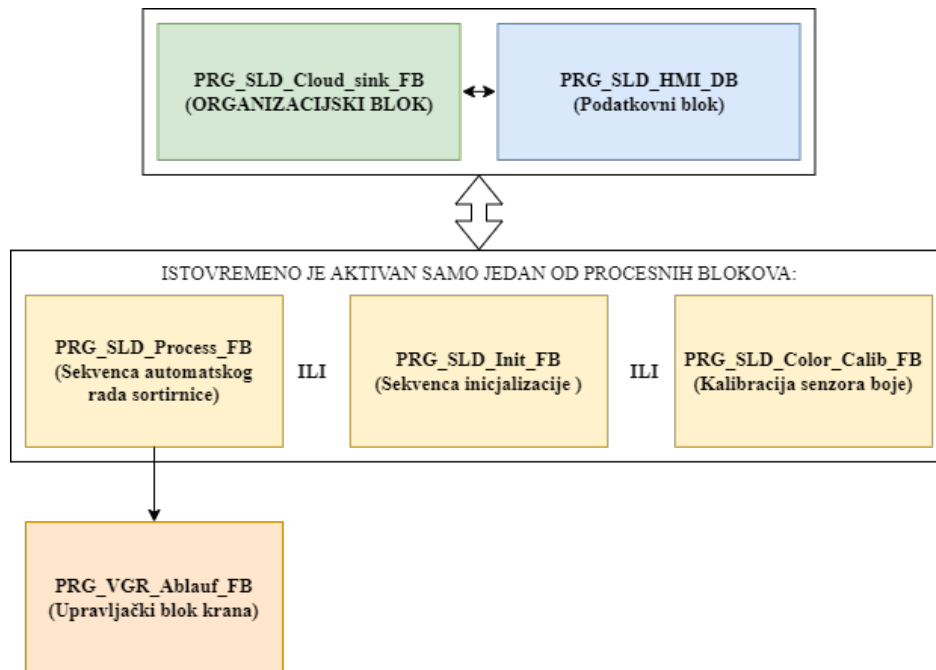 PRG_SLD_Cloud_sink_FB
(ORGANIZACIJSKI BLOK)
PRG_SLD_HMI_DB
(Podatkovni blok)
ISTOVREMENO JE AKTIVAN SAMO JEDAN OD PROCESNIH BLOKOVA:
PRG_SLD_Process_FB
(Sekvenca automatskog
rada sortirnice)
ILI
PRG_SLD_Init_FB
(Sekvenca inicjalizacije )
ILI
PRG_SLD_Color_Calib_FB
(Kalibracija senzora boje)
PRG_VGR_Ablauf_FB
(Upravljački blok krana)